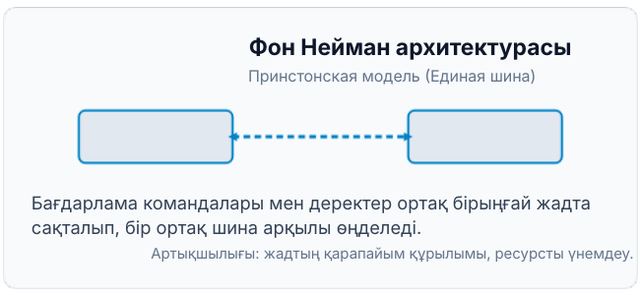 Фон Нейман архитектурасы
Принстонская модель (Единая шина)
Бағдарлама командалары мен деректер ортақ бірыңғай жадта
сақталып, бір ортақ шина арқылы өңделеді.
Артықшылығы: жадтың қарапайым құрылымы, ресурсты үнемдеу.